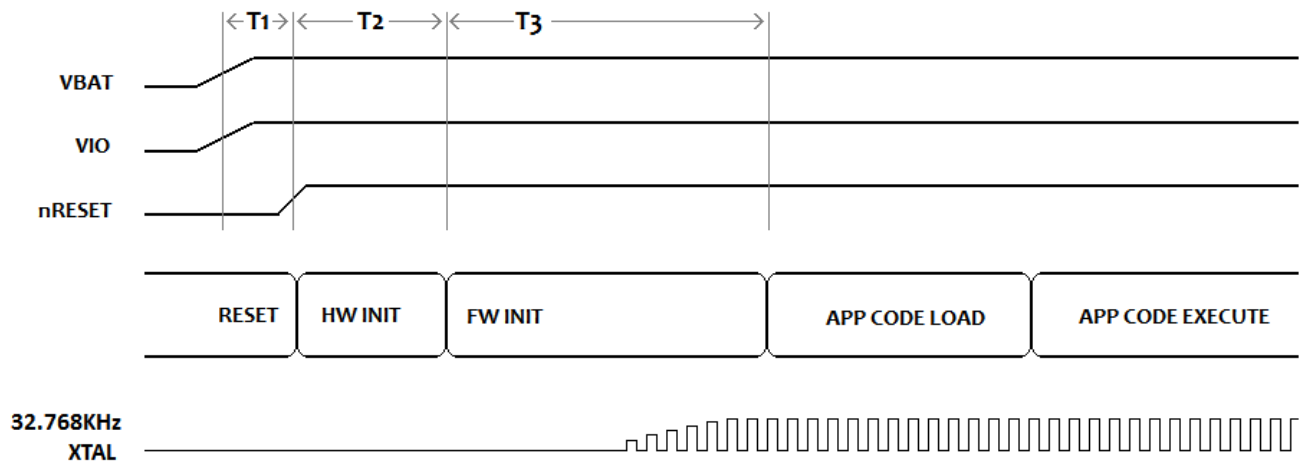 T1 T2 T3
VBAT
VIO
nRESET
RESET HW INIT FW INIT APP CODE LOAD APP CODE EXECUTE
32.768KHz
XTAL